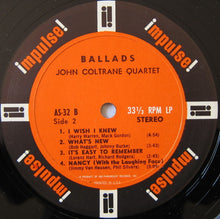 impulse!
impulse!
impulse!
impulse!
BALLADS
JOHN COLTRANE QUARTET
AS-32 B
Side 2
33⅓ RPM LP
STEREO
1. I WISH I KNEW
(Harry Warren, Mack Gordon) 4:54
2. WHAT'S NEW
(Bob Haggart, Johnny Burke) 3:44
3. IT'S EASY TO REMEMBER
(Lorenz Hart, Richard Rodgers) 2:46
4. NANCY (With the Laughing Face)
(Jimmy Van Heusen, Phil Silvers) 3:10